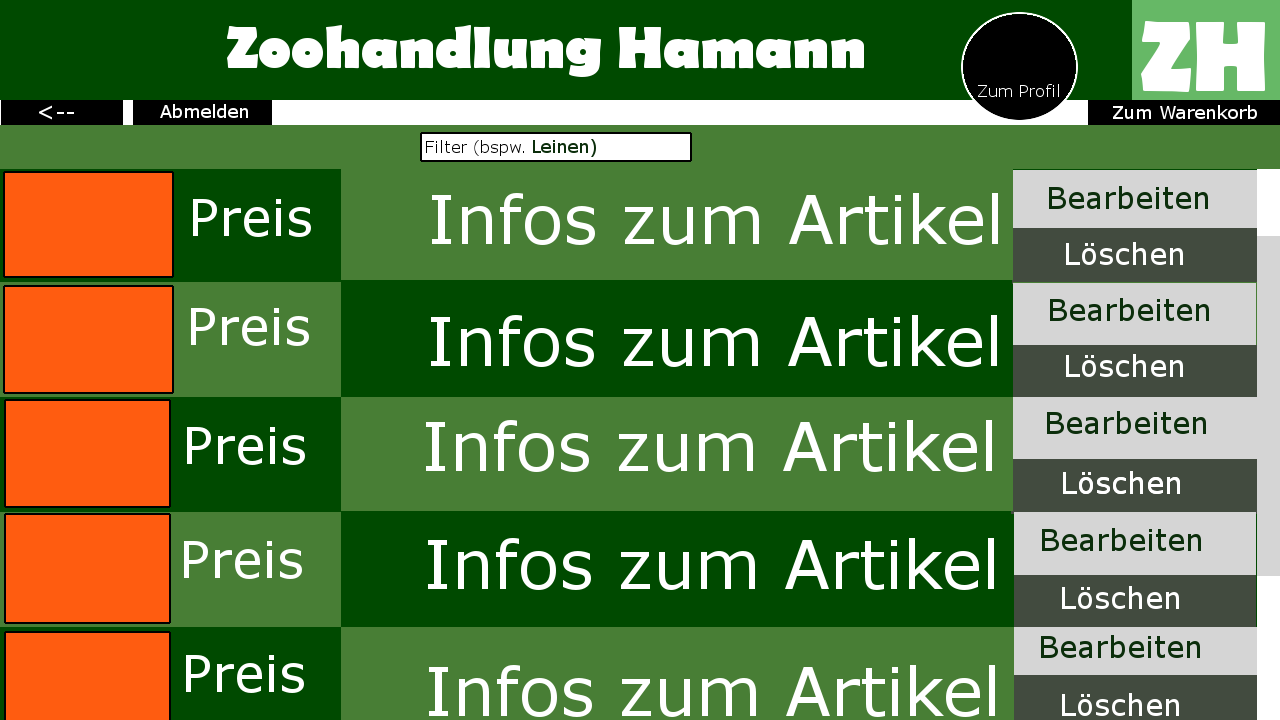 Zoohandlung Hamann
ZH
Zum Profil
<-- Abmelden Zum Warenkorb
Filter (bspw. Leinen)
Preis Infos zum Artikel Bearbeiten
Löschen
Preis Infos zum Artikel Bearbeiten
Löschen
Preis Infos zum Artikel Bearbeiten
Löschen
Preis Infos zum Artikel Bearbeiten
Löschen
Preis Infos zum Artikel Bearbeiten
Löschen